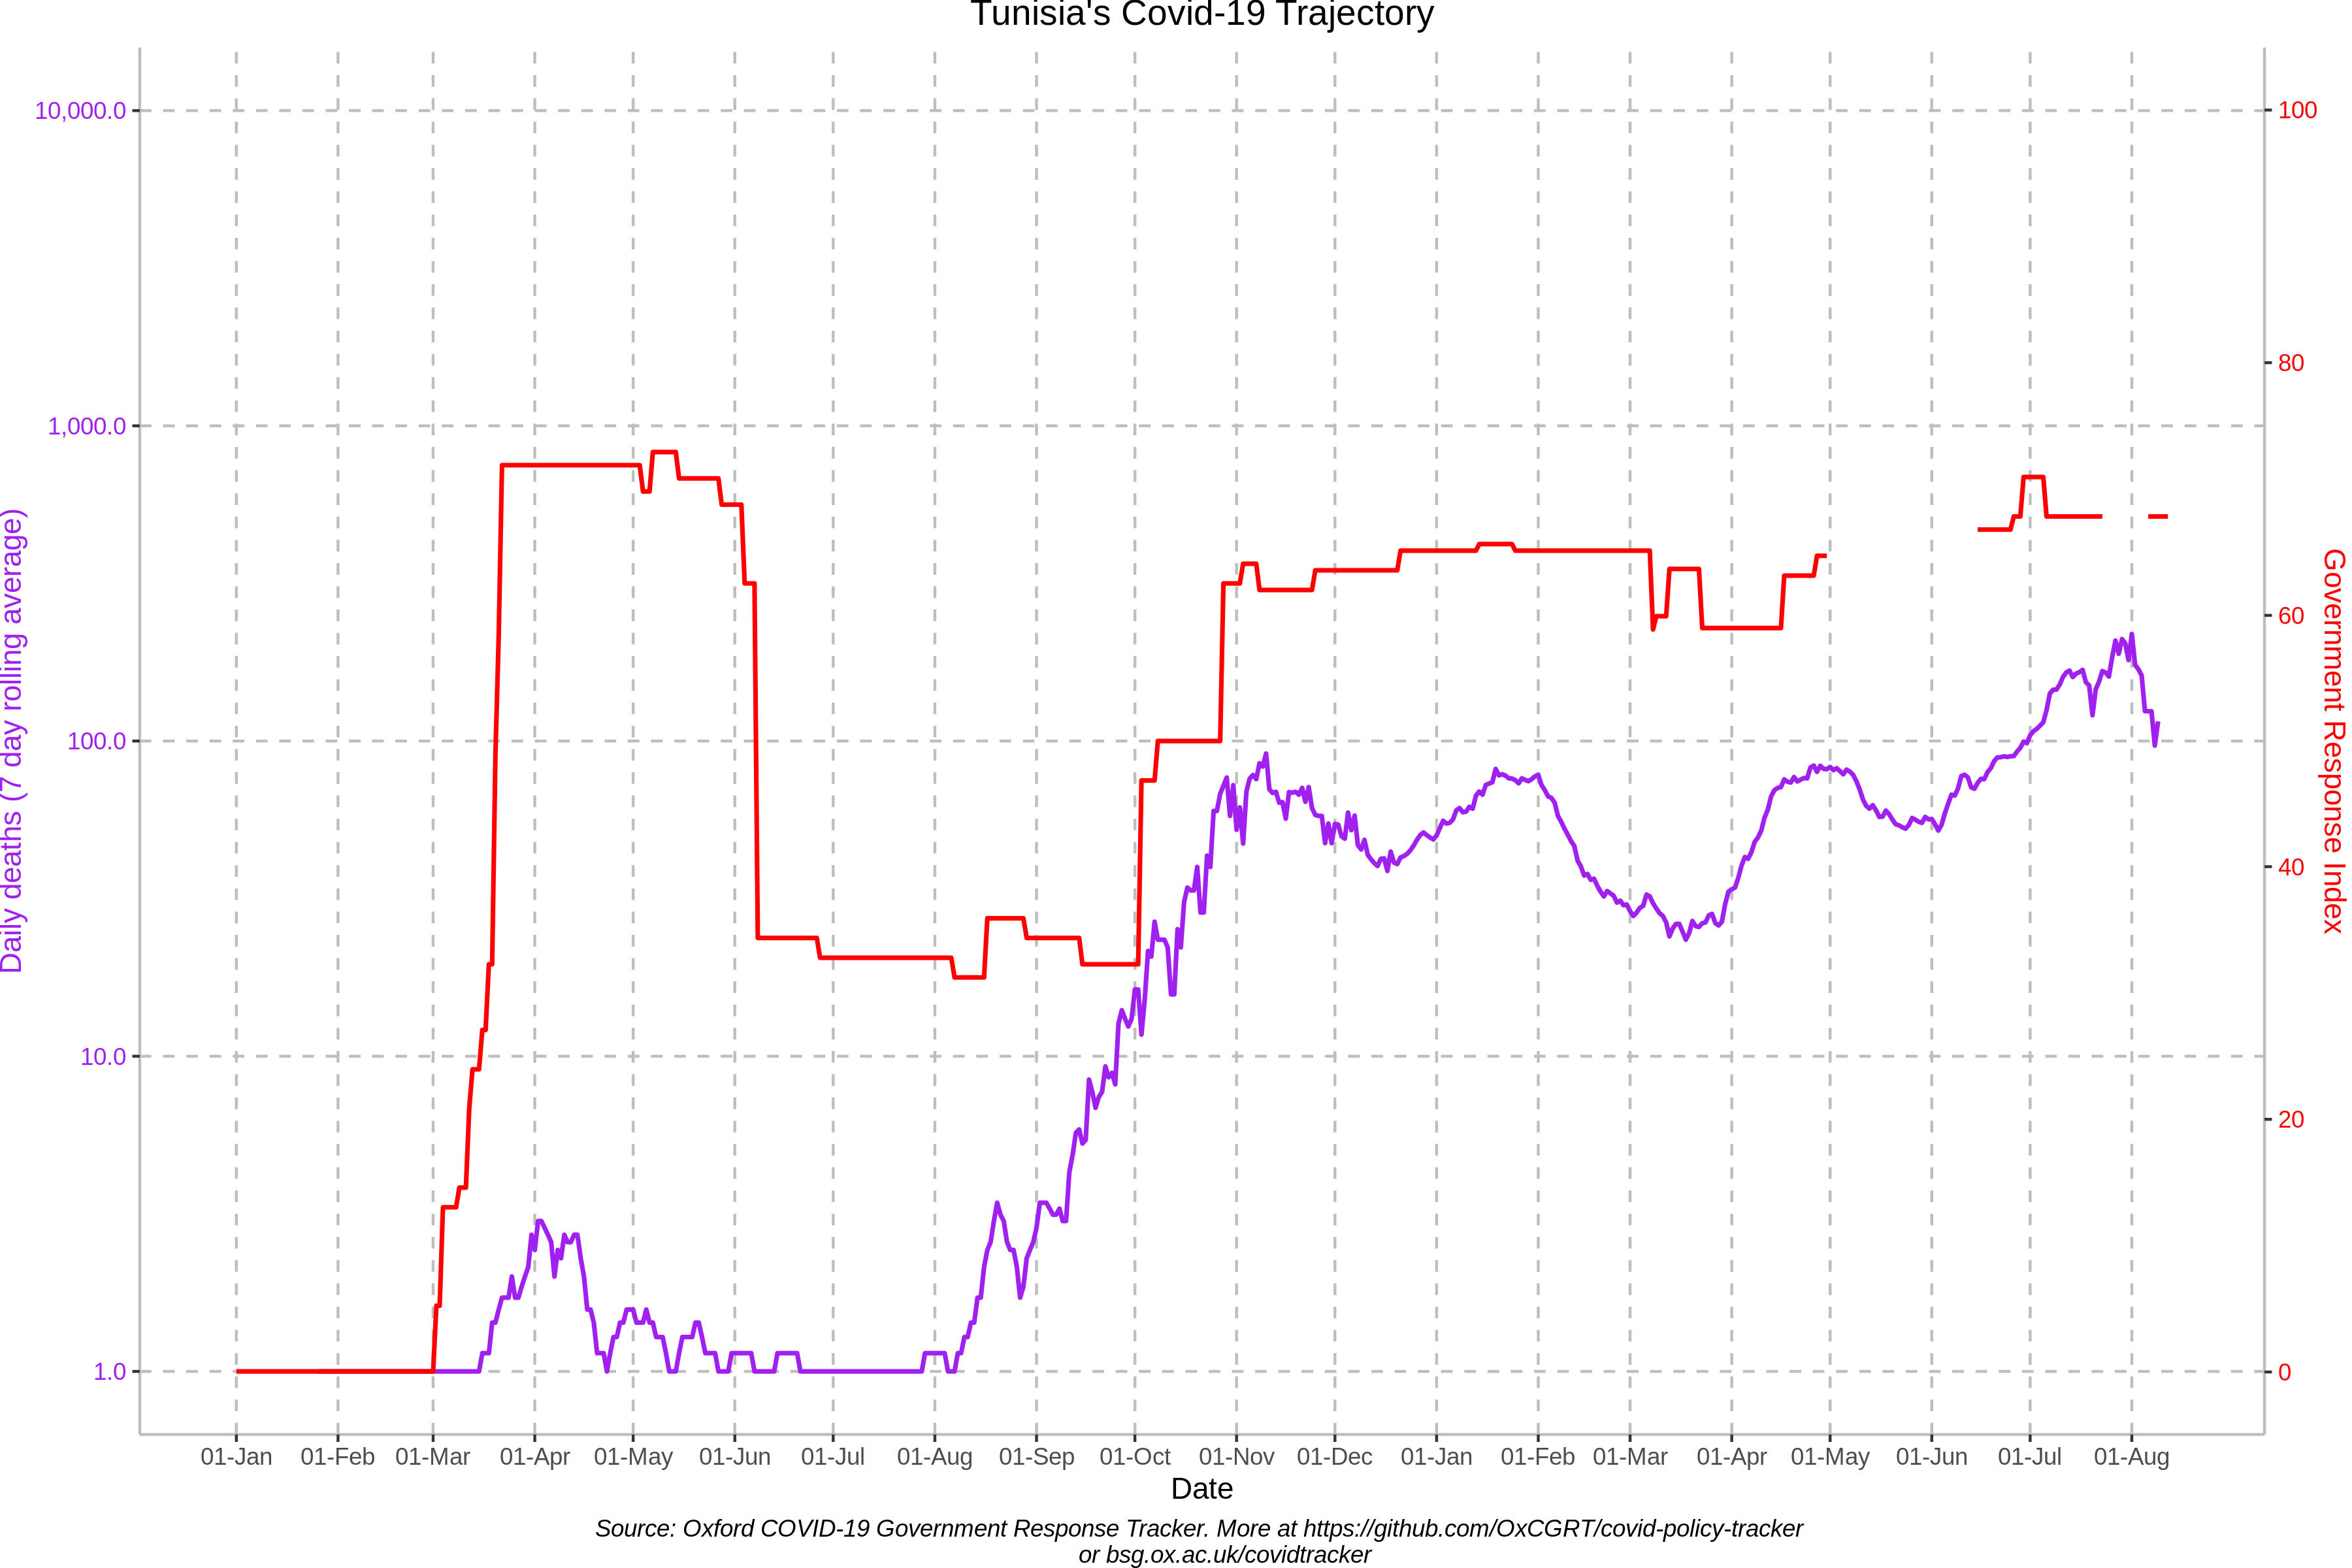 Tunisia's Covid-19 Trajectory
10,000.0
1,000.0
100.0
10.0
1.0
Daily deaths (7 day rolling average)
100
80
60
40
20
0
Government Response Index
01-Jan 01-Feb 01-Mar 01-Apr 01-May 01-Jun 01-Jul 01-Aug 01-Sep 01-Oct 01-Nov 01-Dec 01-Jan 01-Feb 01-Mar 01-Apr 01-May 01-Jun 01-Jul 01-Aug
Date
Source: Oxford COVID-19 Government Response Tracker. More at https://github.com/OxCGRT/covid-policy-tracker
or bsg.ox.ac.uk/covidtracker